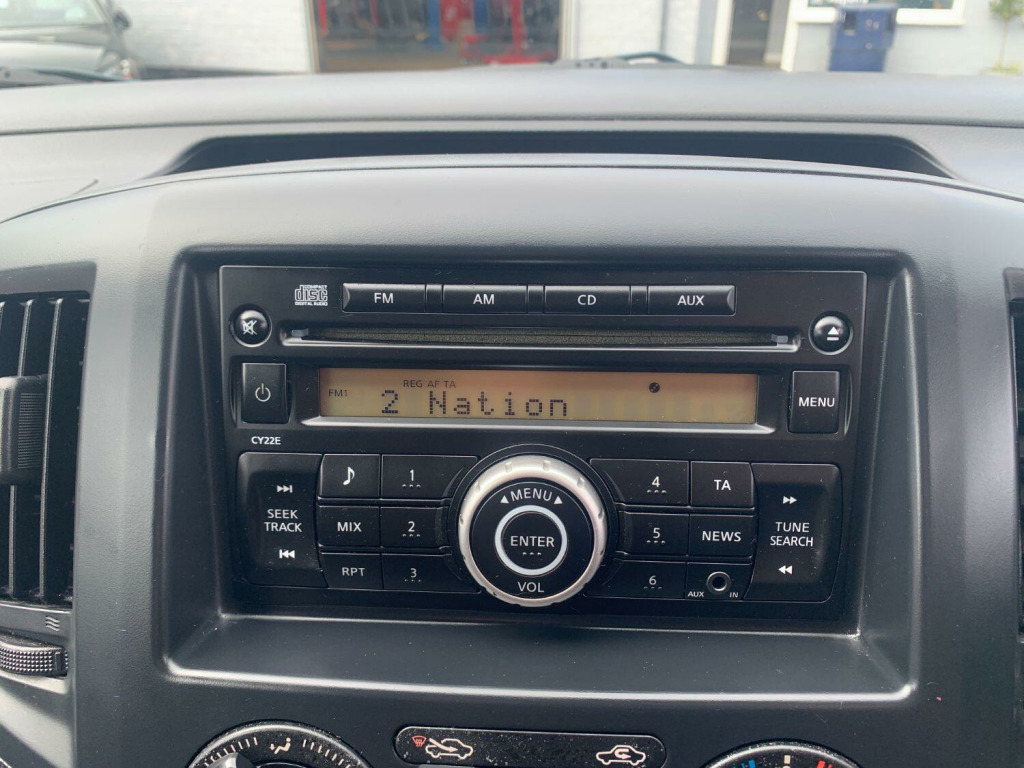 COMPACT
disc
DIGITAL AUDIO
FM AM CD AUX
REG AF TA
FM1
2 Nation
MENU
CY22E
SEEK
TRACK
1
MIX 2
RPT 3
MENU
ENTER
VOL
4 TA
5 NEWS
6
AUX IN
TUNE
SEARCH